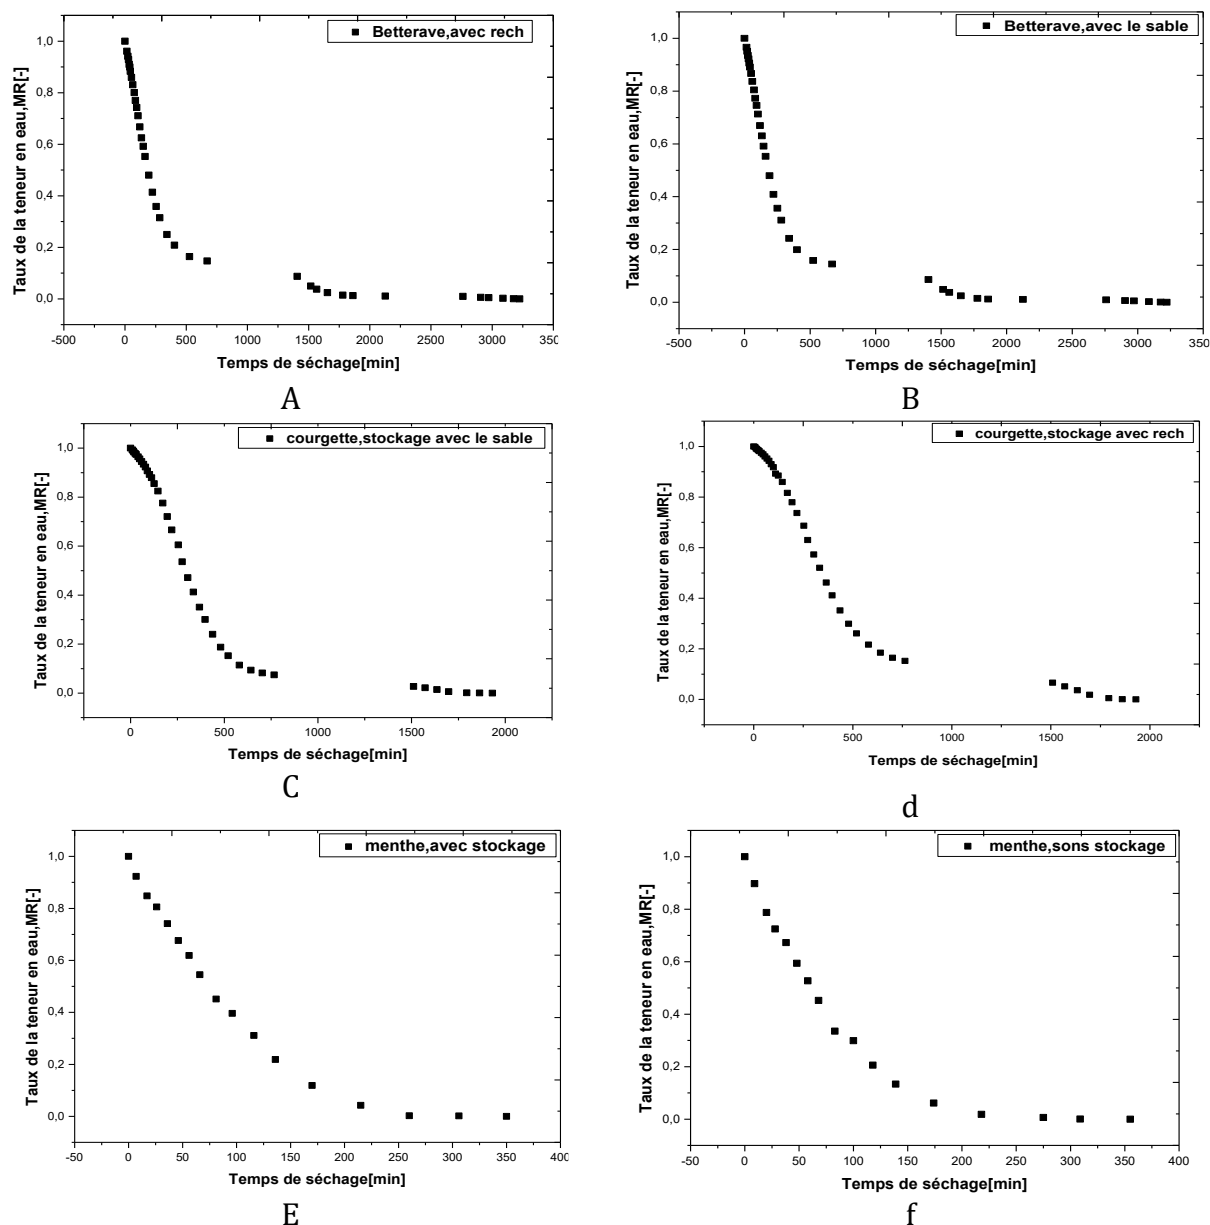 Betterave,avec rech
Taux de la teneur en eau,MR[-]
1,0
0,8
0,6
0,4
0,2
0,0
-500 0 500 1000 1500 2000 2500 3000 350
Temps de séchage[min]
A
Betterave,avec le sable
Taux de la teneur en eau,MR[-]
1,0
0,8
0,6
0,4
0,2
0,0
-500 0 500 1000 1500 2000 2500 3000 3500
Temps de séchage[min]
B
courgette,stockage avec le sable
Taux de la teneur en eau,MR[-]
1,0
0,8
0,6
0,4
0,2
0,0
0 500 1000 1500 2000
Temps de séchage[min]
C
courgette,stockage avec rech
Taux de la teneur en eau,MR[-]
1,0
0,8
0,6
0,4
0,2
0,0
0 500 1000 1500 2000
Temps de séchage[min]
d
menthe,avec stockage
Taux de la teneur en eau,MR[-]
1,0
0,8
0,6
0,4
0,2
0,0
-50 0 50 100 150 200 250 300 350 400
Temps de séchage[min]
E
menthe,sons stockage
Taux de la teneur en eau,MR[-]
1,0
0,8
0,6
0,4
0,2
0,0
-50 0 50 100 150 200 250 300 350 400
Temps de séchage[min]
f